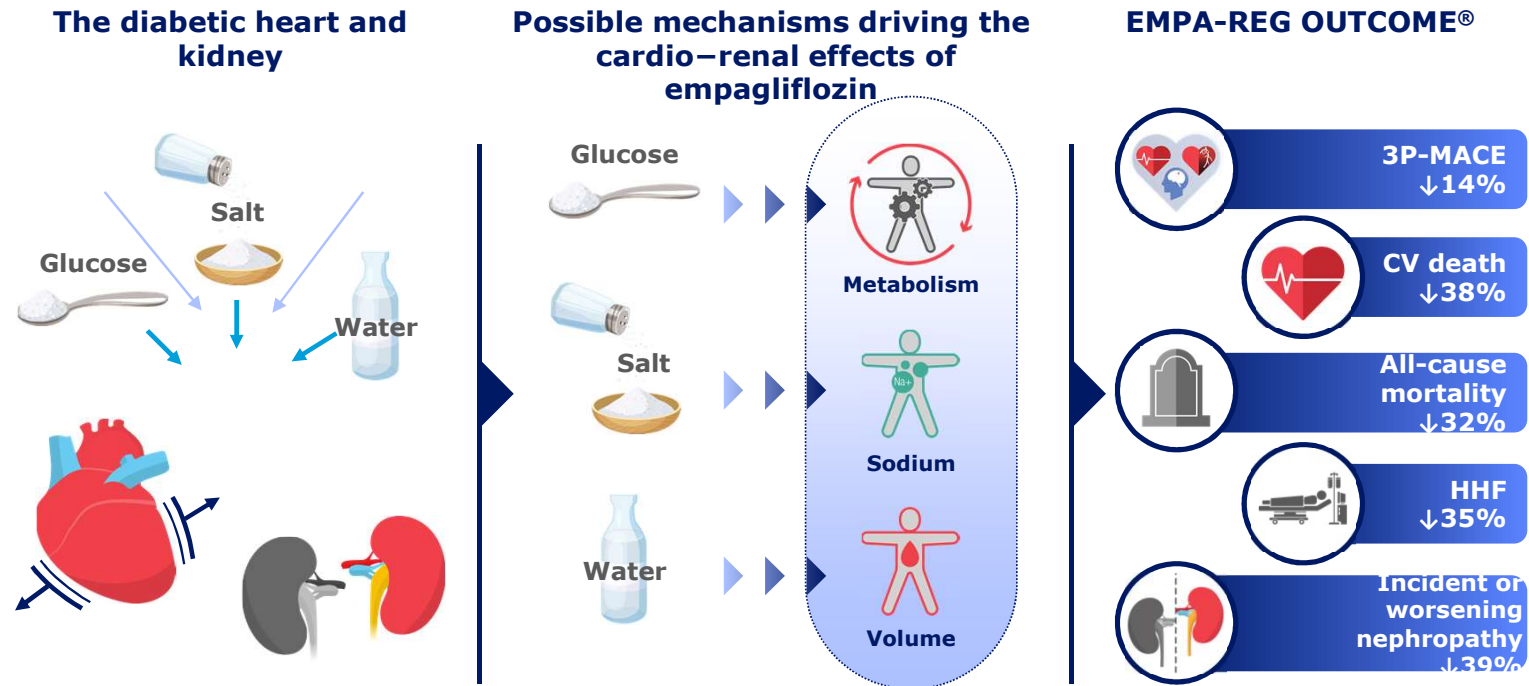 The diabetic heart and
kidney
Salt
Glucose
Water
Possible mechanisms driving the
cardio−renal effects of
empagliflozin
Glucose
Metabolism
Salt
Na+
Sodium
Water
Volume
EMPA-REG OUTCOME®
3P-MACE
↓14%
CV death
↓38%
All-cause
mortality
↓32%
HHF
↓35%
Incident or
worsening
nephropathy
↓39%